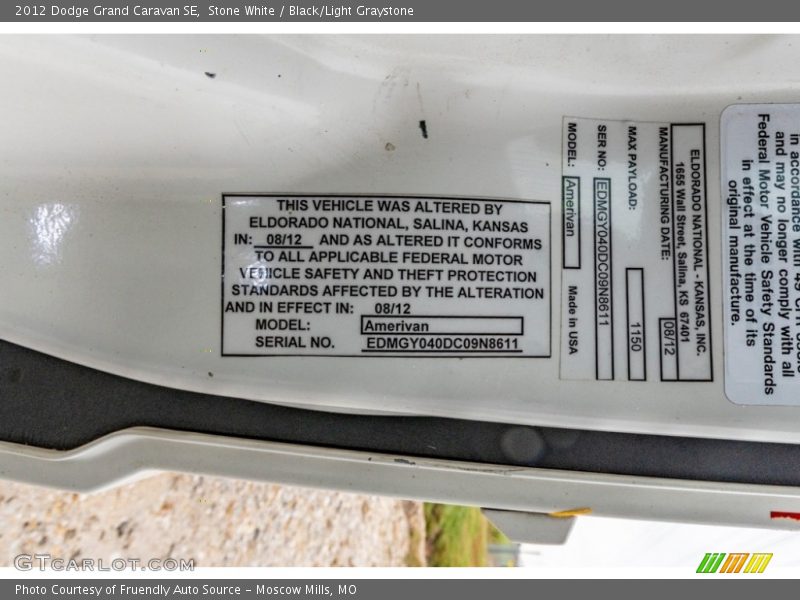 2012 Dodge Grand Caravan SE, Stone White / Black/Light Graystone
THIS VEHICLE WAS ALTERED BY
ELDORADO NATIONAL, SALINA, KANSAS
IN: 08/12 AND AS ALTERED IT CONFORMS
TO ALL APPLICABLE FEDERAL MOTOR
VEHICLE SAFETY AND THEFT PROTECTION
STANDARDS AFFECTED BY THE ALTERATION
AND IN EFFECT IN: 08/12
MODEL: Amerivan
SERIAL NO. EDMGY040DC09N8611
ELDORADO NATIONAL - KANSAS, INC.
1655 Wall Street, Salina, KS 67401
MANUFACTURING DATE: 08/12
MAX PAYLOAD: 1150
SER NO: EDMGY040DC09N8611
MODEL: Amerivan Made in USA
in accordance with 49
and may no longer comply with all
Federal Motor Vehicle Safety Standards
in effect at the time of its
original manufacture.
GTCARLOT.COM
Photo Courtesy of Fruendly Auto Source - Moscow Mills, MO